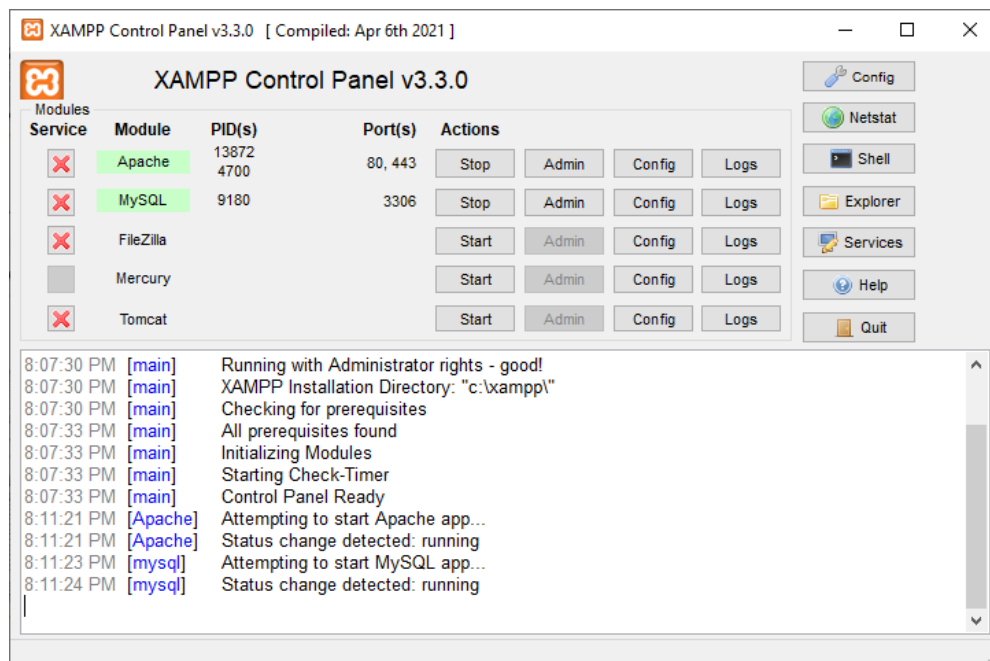 XAMPP Control Panel v3.3.0 [ Compiled: Apr 6th 2021 ]
XAMPP Control Panel v3.3.0
Config
Modules
Service Module PID(s) Port(s) Actions
Netstat
Apache 13872 4700 80, 443 Stop Admin Config Logs
Shell
MySQL 9180 3306 Stop Admin Config Logs
Explorer
FileZilla Start Admin Config Logs
Services
Mercury Start Admin Config Logs
Help
Tomcat Start Admin Config Logs
Quit
8:07:30 PM [main] Running with Administrator rights - good!
8:07:30 PM [main] XAMPP Installation Directory: "c:\xampp\"
8:07:30 PM [main] Checking for prerequisites
8:07:33 PM [main] All prerequisites found
8:07:33 PM [main] Initializing Modules
8:07:33 PM [main] Starting Check-Timer
8:07:33 PM [main] Control Panel Ready
8:11:21 PM [Apache] Attempting to start Apache app...
8:11:21 PM [Apache] Status change detected: running
8:11:23 PM [mysql] Attempting to start MySQL app...
8:11:24 PM [mysql] Status change detected: running